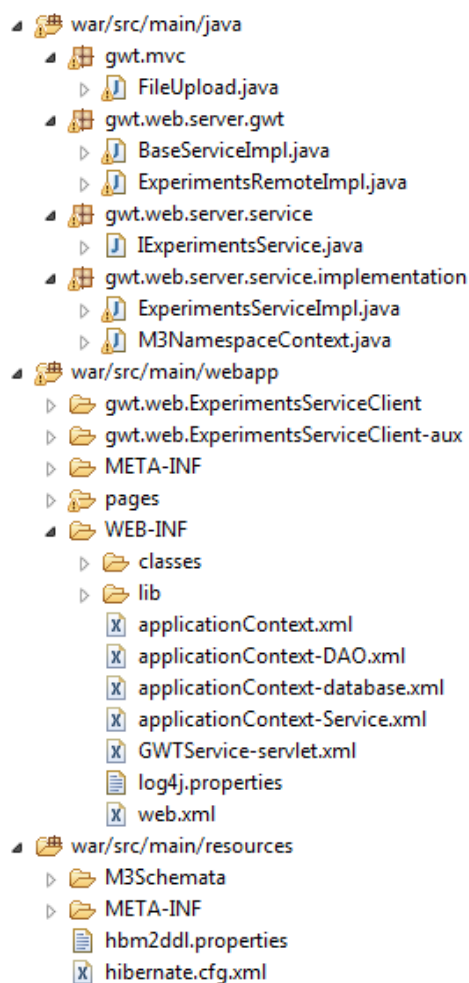 war/src/main/java
gwt.mvc
FileUpload.java
gwt.web.server.gwt
BaseServiceImpl.java
ExperimentsRemoteImpl.java
gwt.web.server.service
IExperimentsService.java
gwt.web.server.service.implementation
ExperimentsServiceImpl.java
M3NamespaceContext.java
war/src/main/webapp
gwt.web.ExperimentsServiceClient
gwt.web.ExperimentsServiceClient-aux
META-INF
pages
WEB-INF
classes
lib
applicationContext.xml
applicationContext-DAO.xml
applicationContext-database.xml
applicationContext-Service.xml
GWTService-servlet.xml
log4j.properties
web.xml
war/src/main/resources
M3Schemata
META-INF
hbm2ddl.properties
hibernate.cfg.xml